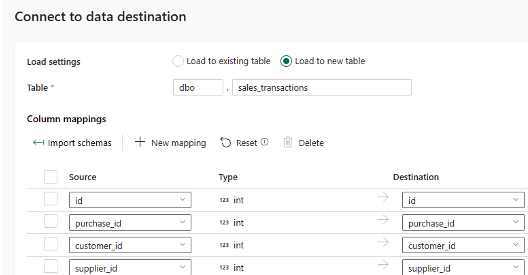 Connect to data destination
Load settings Load to existing table Load to new table
Table * dbo . sales_transactions
Column mappings
Import schemas New mapping Reset Delete
Source Type Destination
id 123 int id
purchase_id 123 int purchase_id
customer_id 123 int customer_id
supplier_id 123 int supplier_id